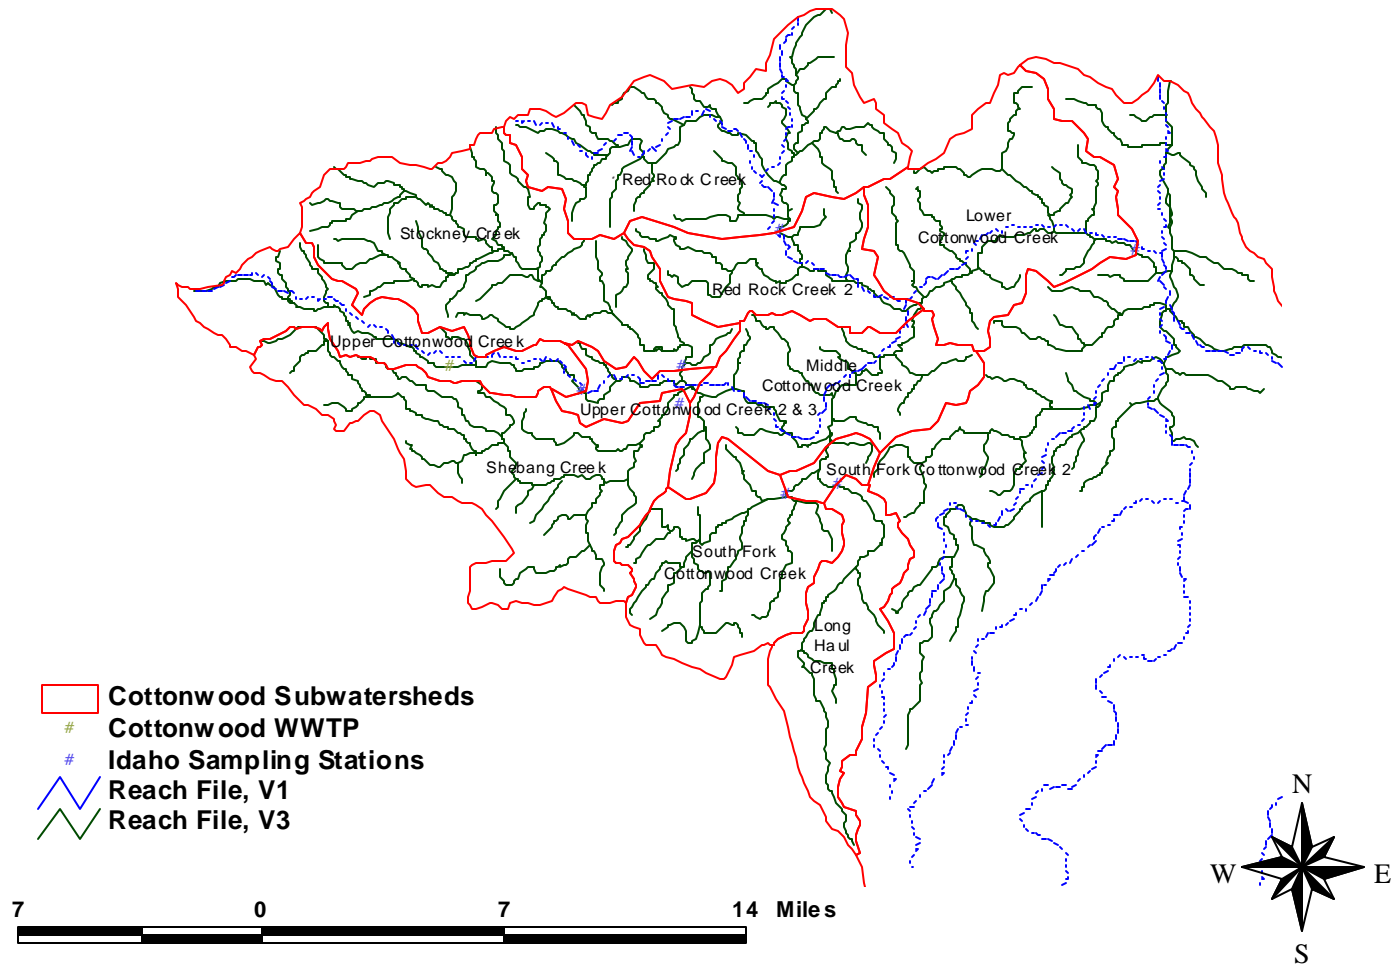 Red Rock Creek
Lower
Cottonwood Creek
Stockney Creek
Red Rock Creek 2
Upper Cottonwood Creek
Middle
Cottonwood Creek
Upper Cottonwood Creek 2 & 3
Shebang Creek
South Fork Cottonwood Creek 2
South Fork
Cottonwood Creek
Long
Haul
Creek
Cottonwood Subwatersheds
# Cottonwood WWTP
# Idaho Sampling Stations
Reach File, V1
Reach File, V3
N
W E
S
7 0 7 14 Miles